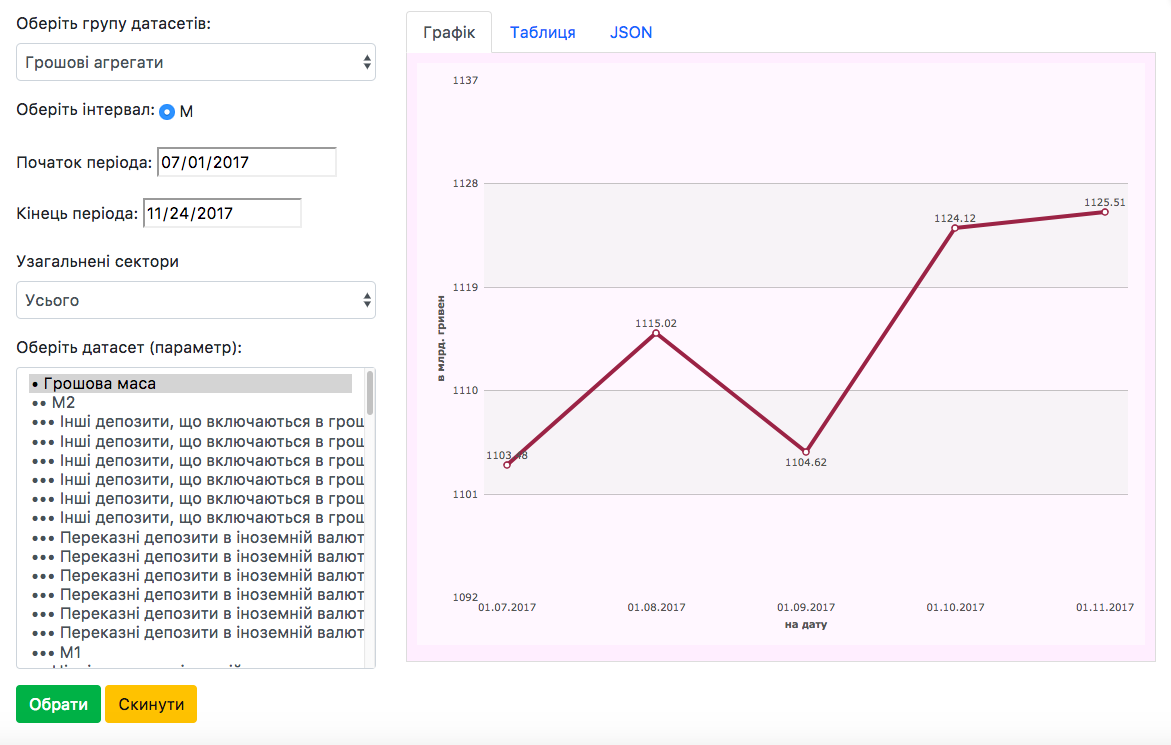 Оберіть групу датасетів:
Грошові агрегати
Оберіть інтервал: М
Початок періода: 07/01/2017
Кінець періода: 11/24/2017
Узагальнені сектори
Усього
Оберіть датасет (параметр):
• Грошова маса
•• М2
••• Інші депозити, що включаються в грош
••• Інші депозити, що включаються в грош
••• Інші депозити, що включаються в грош
••• Інші депозити, що включаються в грош
••• Інші депозити, що включаються в грош
••• Інші депозити, що включаються в грош
••• Переказні депозити в іноземній валют
••• Переказні депозити в іноземній валют
••• Переказні депозити в іноземній валют
••• Переказні депозити в іноземній валют
••• Переказні депозити в іноземній валют
••• Переказні депозити в іноземній валют
••• М1
Обрати Скинути
Графік Таблиця JSON
1137
1128
1119
1110
1101
1092
в млрд. гривен
1103.48
1115.02
1104.62
1124.12
1125.51
01.07.2017 01.08.2017 01.09.2017 01.10.2017 01.11.2017
на дату